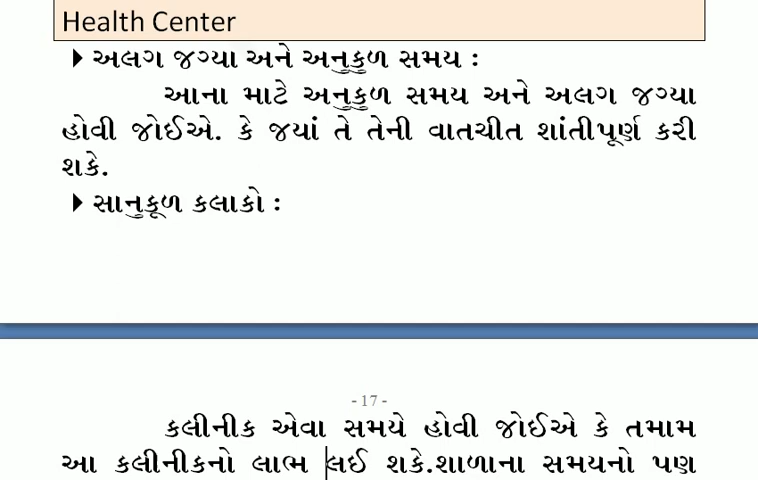 Health Center
અલગ જગ્યા અને અનુકુળ સમય :
આના માટે અનુકુળ સમય અને અલગ જગ્યા
હોવી જોઈએ. કે જયાં તે તેની વાતચીત શાંતીપૂર્ણ કરી
શકે.
સાનુકૂળ કલાકો :
- 17 -
કલીનીક એવા સમયે હોવી જોઈએ કે તમામ
આ કલીનીકનો લાભ લઈ શકે.શાળાના સમયનો પણ